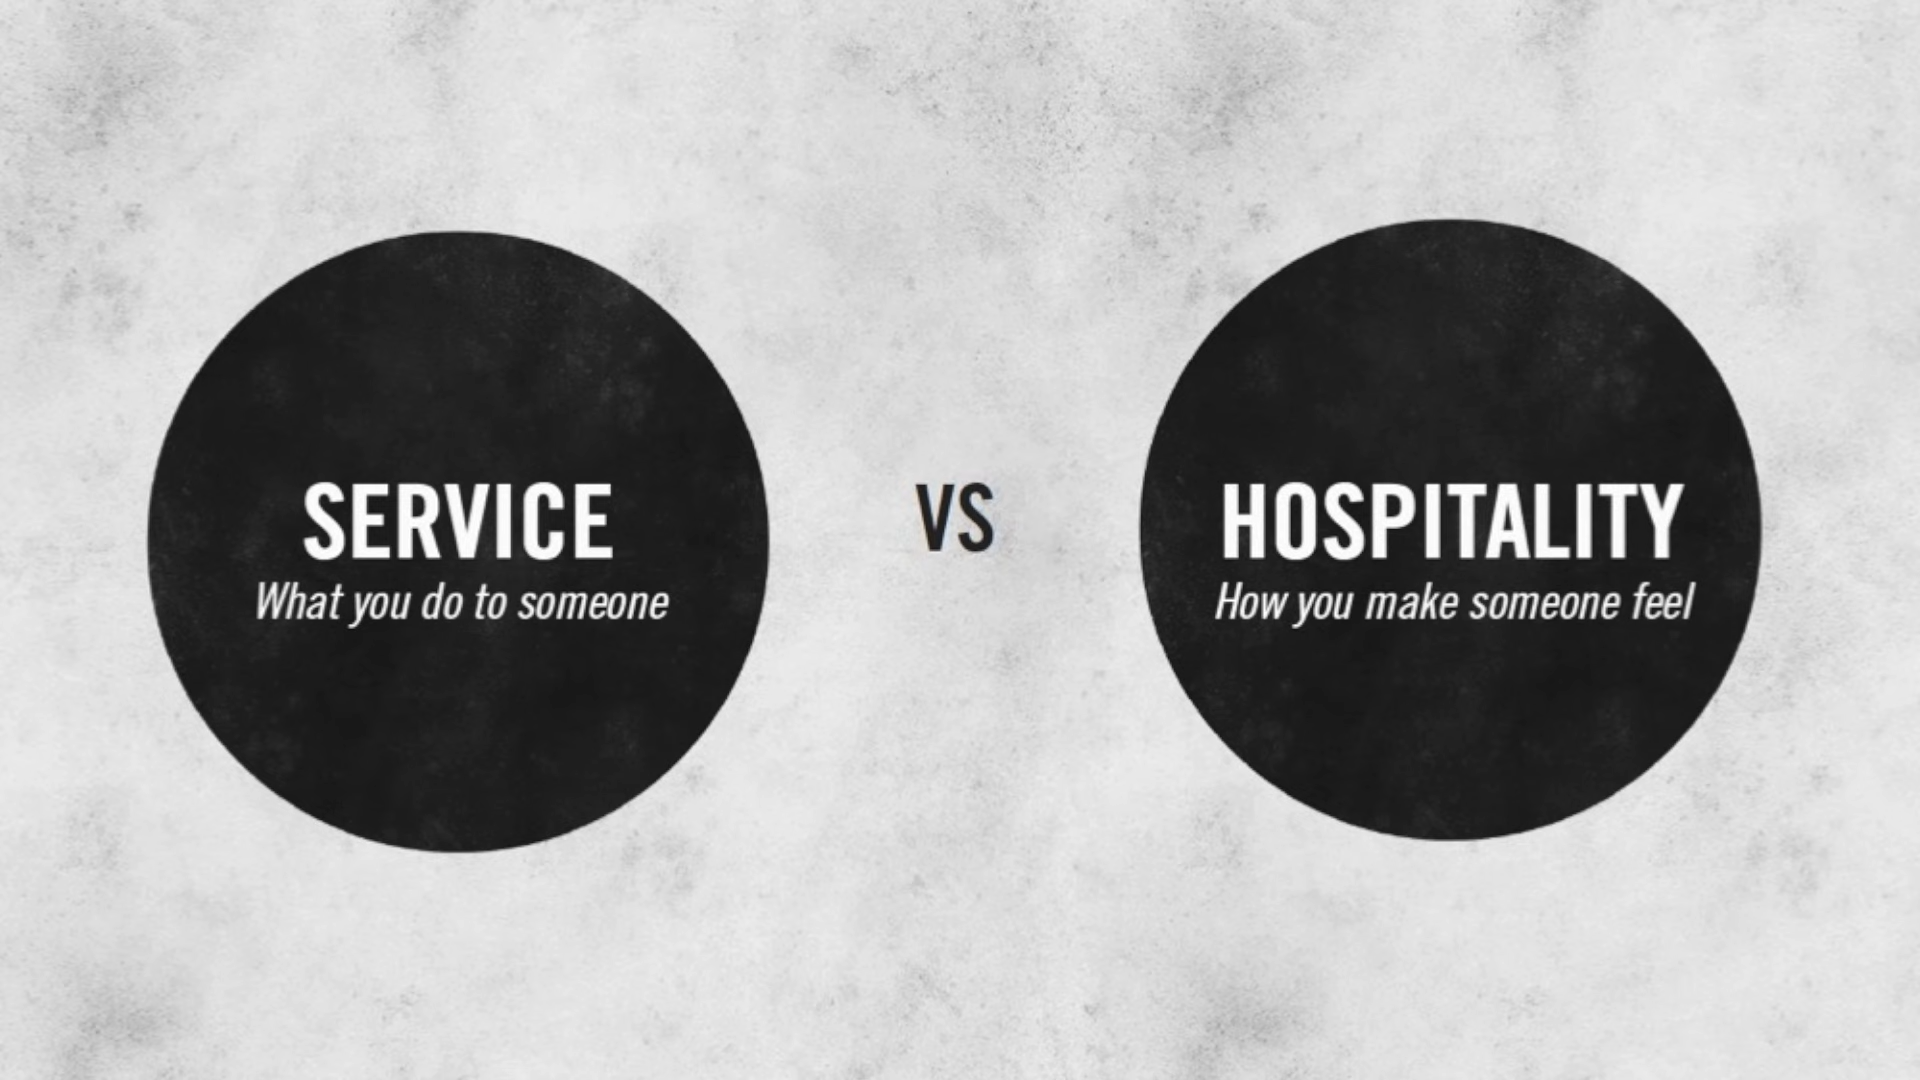 SERVICE
What you do to someone
VS
HOSPITALITY
How you make someone feel